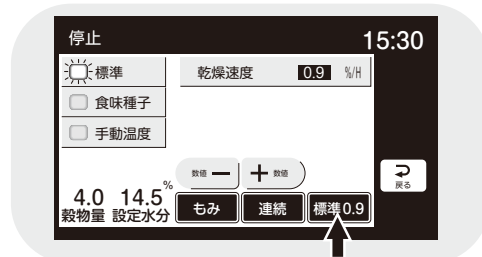 停止 15:30
標準 乾燥速度 0.9 %/H
食味種子
手動温度
数値 － ＋ 数値
戻る
4.0 14.5%
穀物量 設定水分 もみ 連続 標準0.9